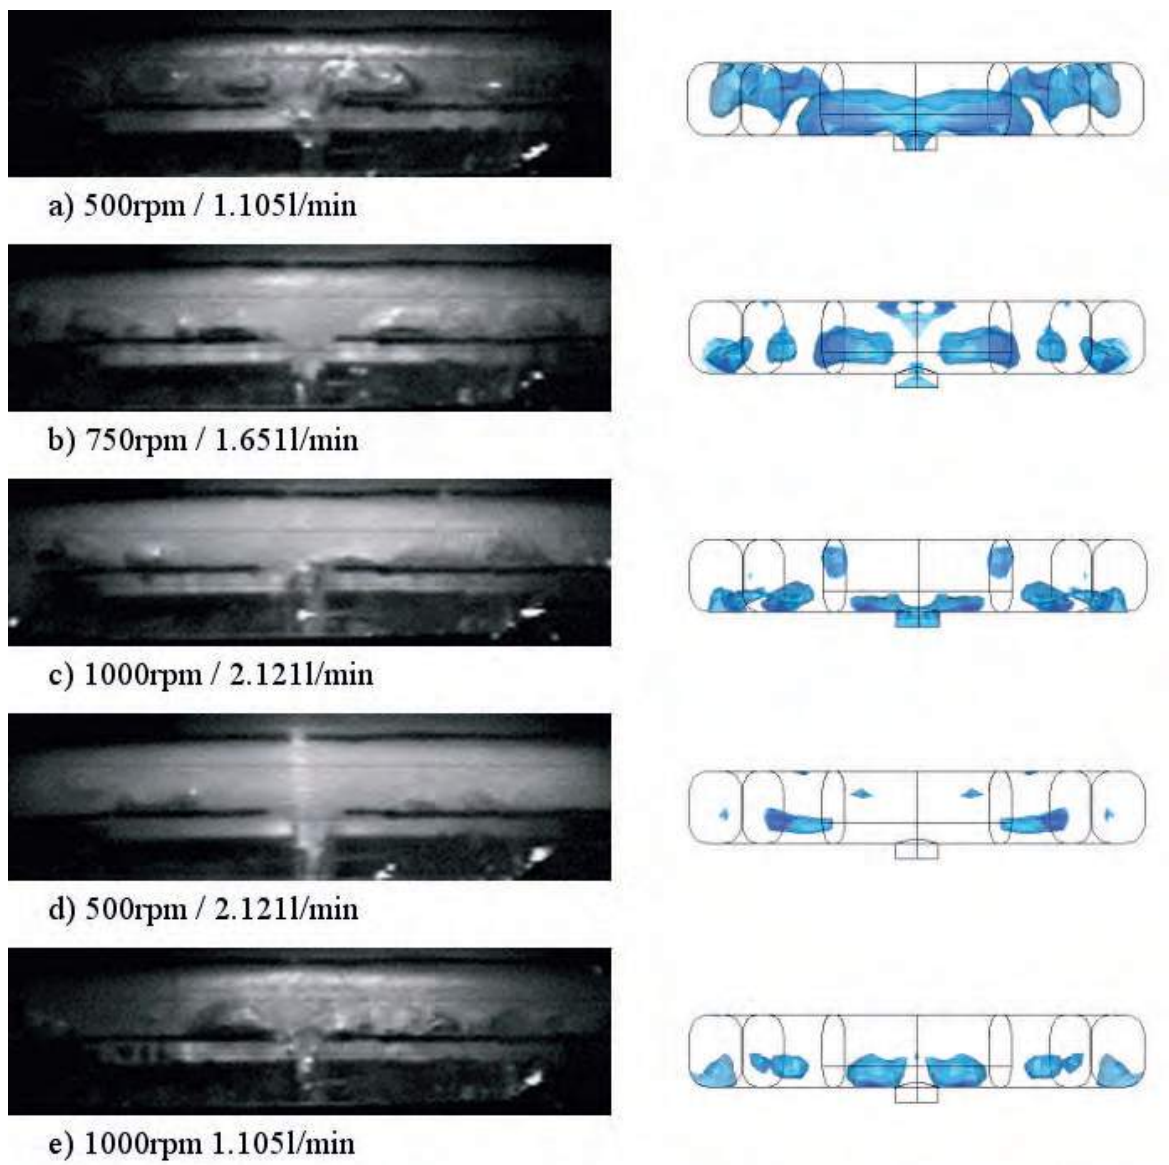 a) 500rpm / 1.105l/min
b) 750rpm / 1.651l/min
c) 1000rpm / 2.121l/min
d) 500rpm / 2.121l/min
e) 1000rpm 1.105l/min